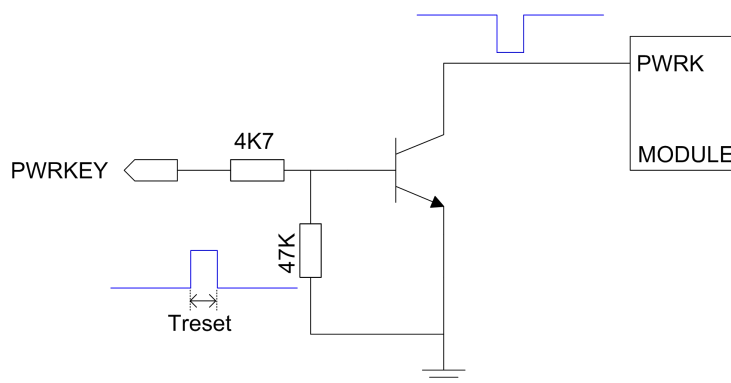 PWRK
4K7
PWRKEY
MODULE
47K
Treset